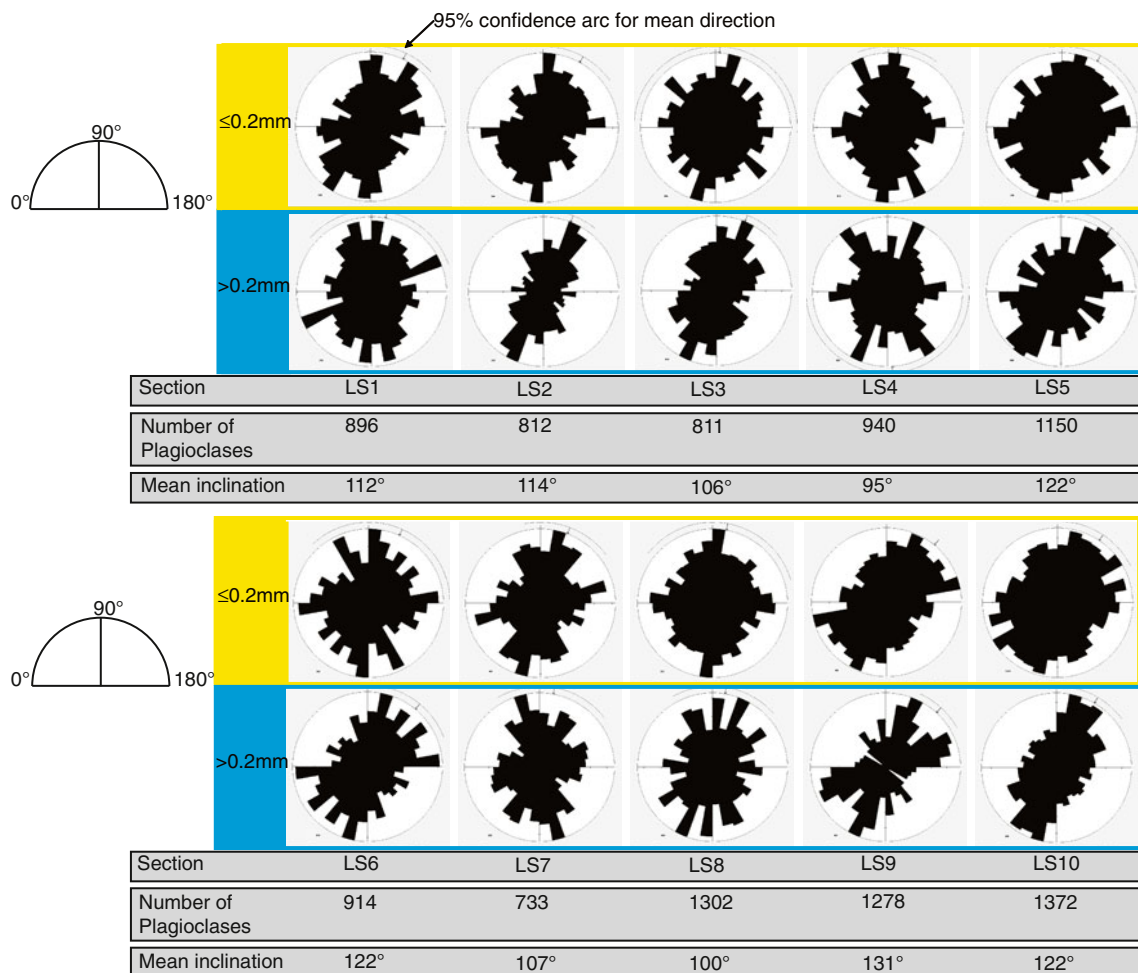 95% confidence arc for mean direction
≤0.2mm
90°
0° 180°
>0.2mm
Section LS1 LS2 LS3 LS4 LS5
Number of Plagioclases 896 812 811 940 1150
Mean inclination 112° 114° 106° 95° 122°
≤0.2mm
90°
0° 180°
>0.2mm
Section LS6 LS7 LS8 LS9 LS10
Number of Plagioclases 914 733 1302 1278 1372
Mean inclination 122° 107° 100° 131° 122°